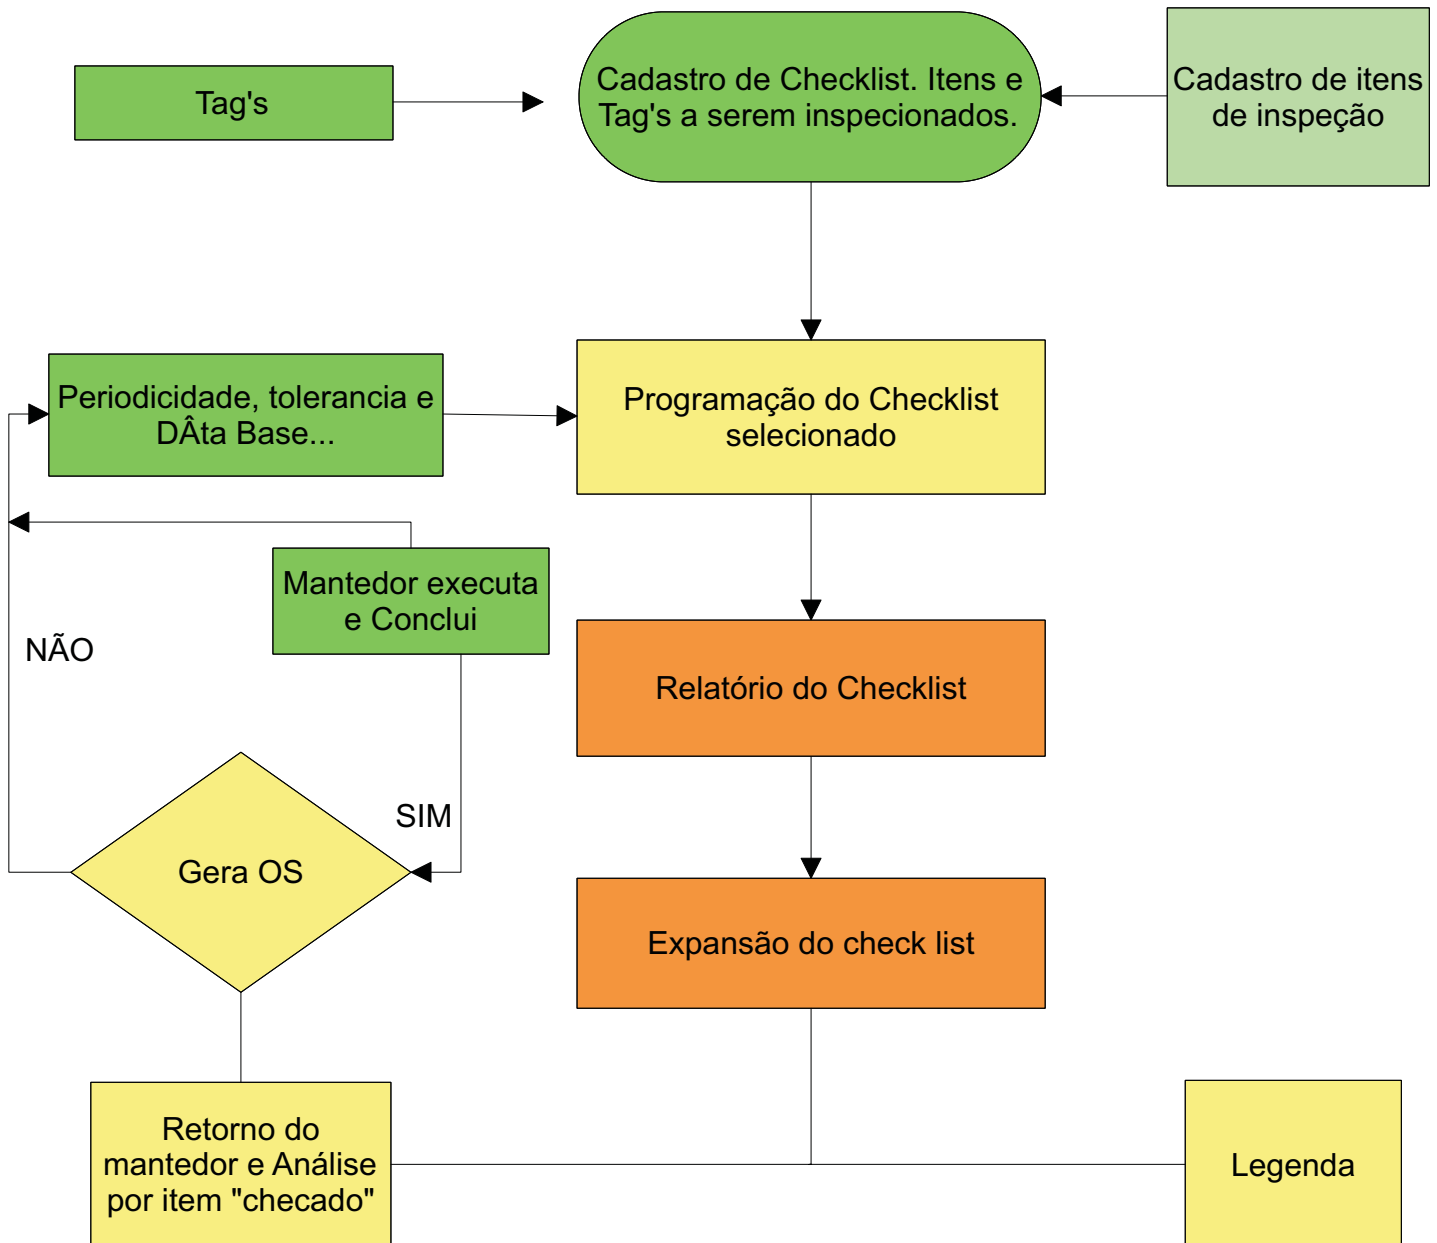 Tag's
Cadastro de Checklist. Itens e
Tag's a serem inspecionados.
Cadastro de itens
de inspeção
Periodicidade, tolerancia e
DÂta Base...
Programação do Checklist
selecionado
Mantedor executa
e Conclui
NÃO
Relatório do Checklist
SIM
Gera OS
Expansão do check list
Retorno do
mantedor e Análise
por item "checado"
Legenda